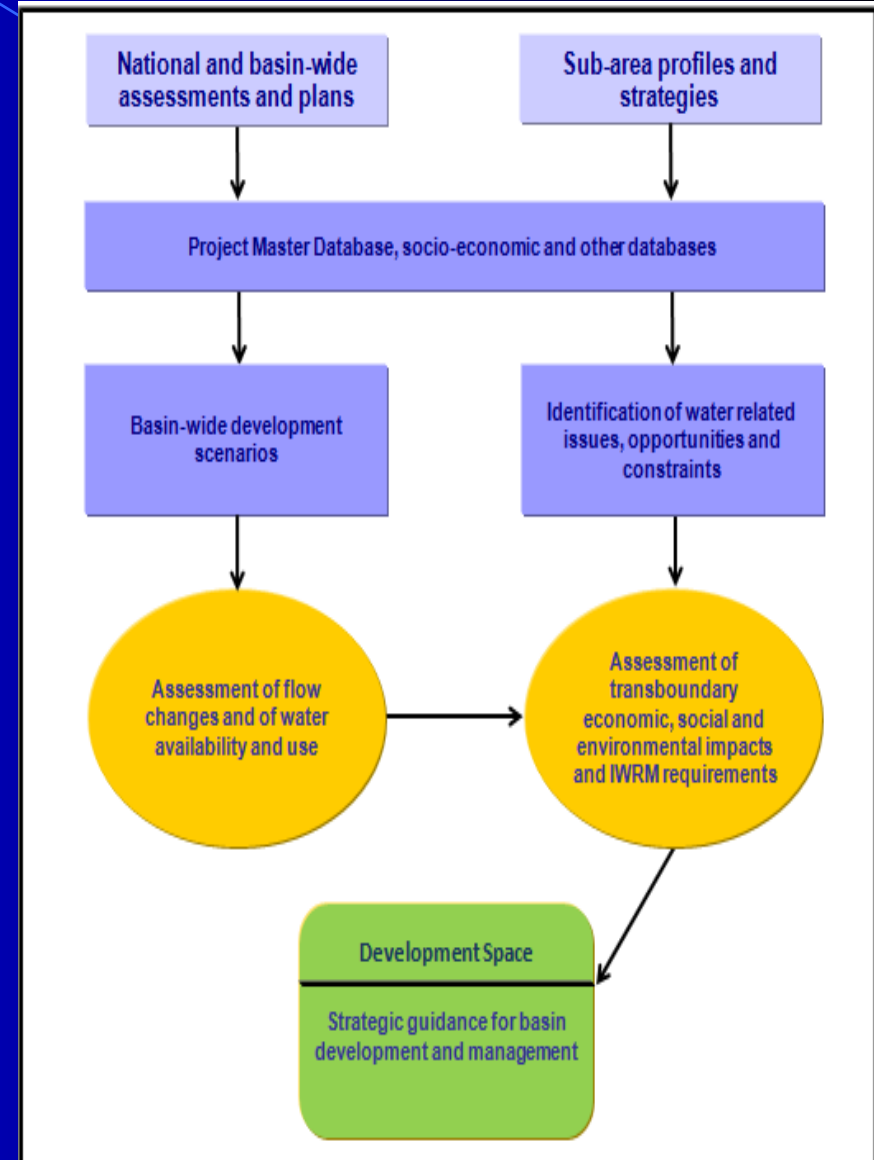 National and basin-wide
assessments and plans
Sub-area profiles and
strategies
Project Master Database, socio-economic and other databases
Basin-wide development
scenarios
Identification of water related
issues, opportunities and
constraints
Assessment of flow
changes and of water
availability and use
Assessment of
transboundary
economic, social and
environmental impacts
and IWRM requirements
Development Space
Strategic guidance for basin
development and management